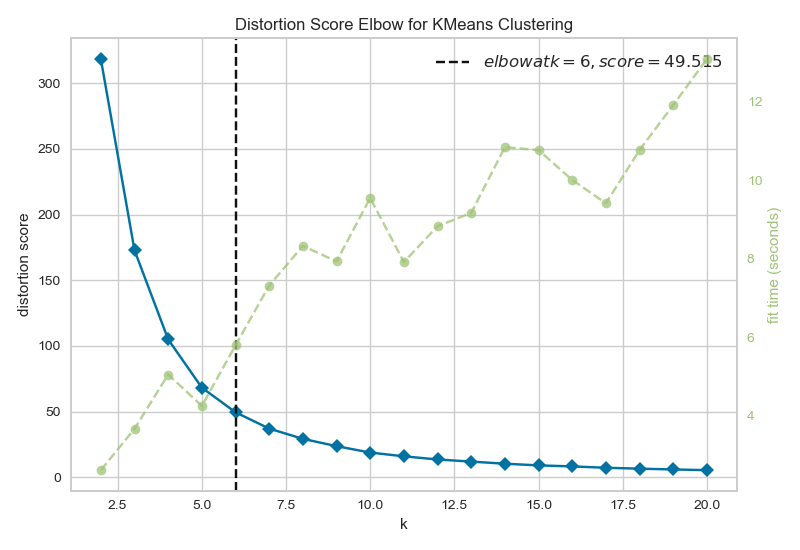 Distortion Score Elbow for KMeans Clustering
elbowatk = 6, score = 49.515
distortion score
300
250
200
150
100
50
0
12
10
8
6
4
fit time (seconds)
2.5 5.0 7.5 10.0 12.5 15.0 17.5 20.0
k